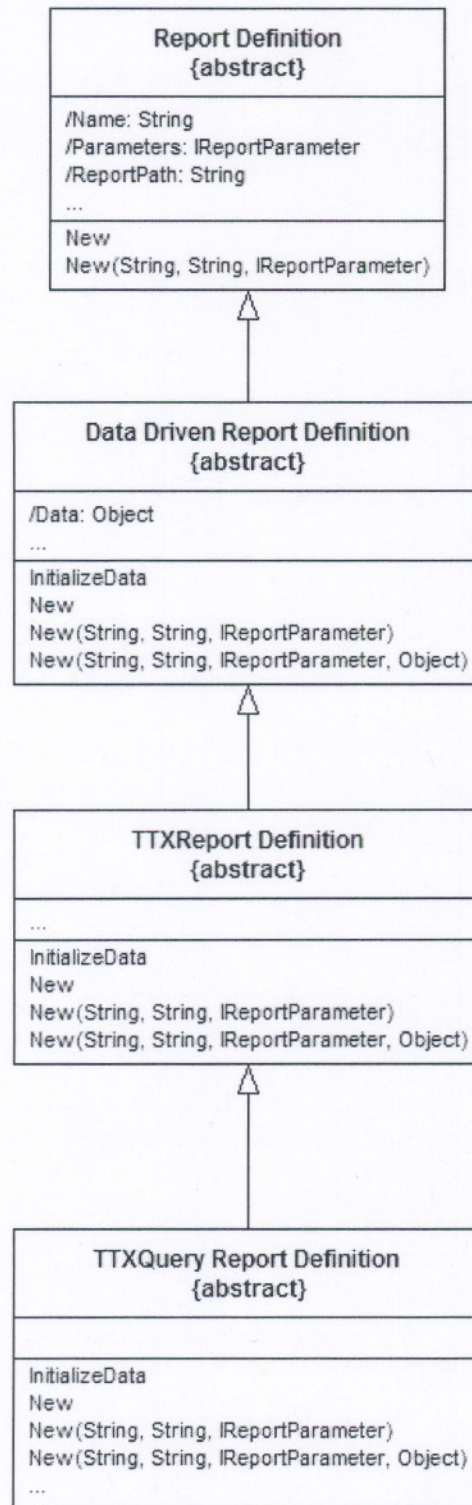 Report Definition
{abstract}
/Name: String
/Parameters: IReportParameter
/ReportPath: String
...
New
New(String, String, IReportParameter)
Data Driven Report Definition
{abstract}
/Data: Object
...
InitializeData
New
New(String, String, IReportParameter)
New(String, String, IReportParameter, Object)
TTXReport Definition
{abstract}
...
InitializeData
New
New(String, String, IReportParameter)
New(String, String, IReportParameter, Object)
TTXQuery Report Definition
{abstract}
InitializeData
New
New(String, String, IReportParameter)
New(String, String, IReportParameter, Object)
...